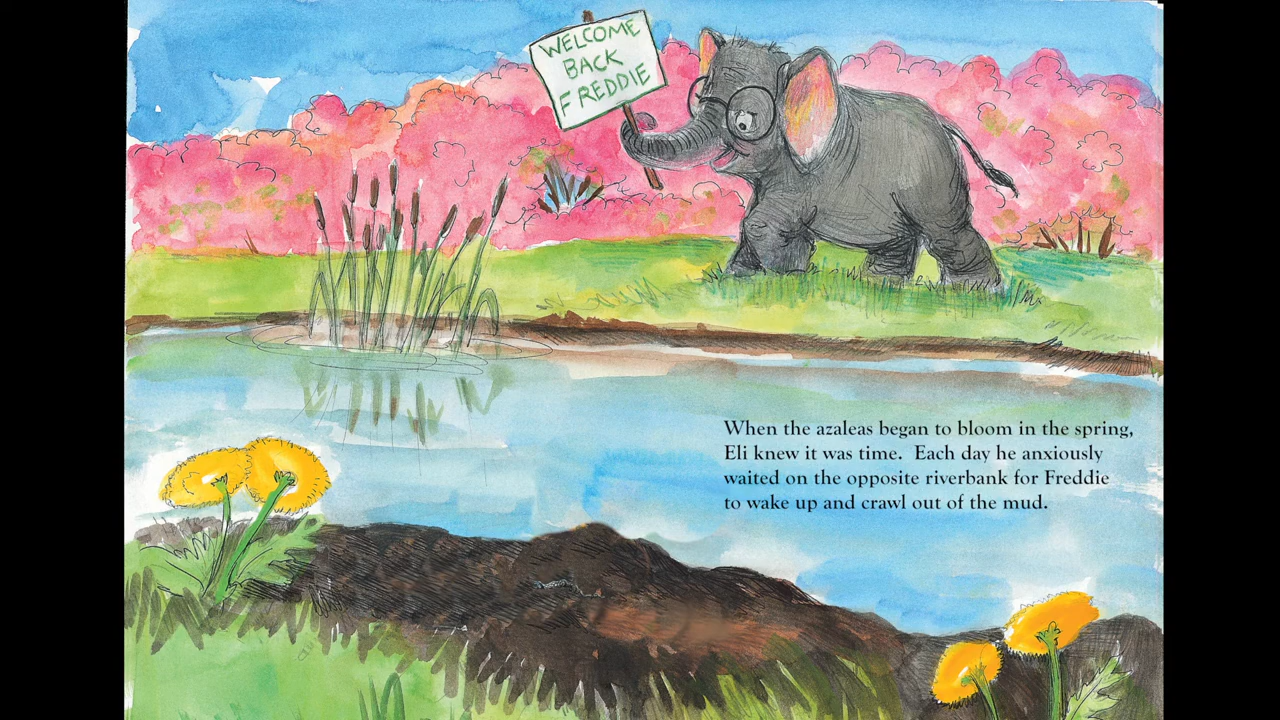 WELCOME
BACK
FREDDIE
When the azaleas began to bloom in the spring,
Eli knew it was time.  Each day he anxiously
waited on the opposite riverbank for Freddie
to wake up and crawl out of the mud.